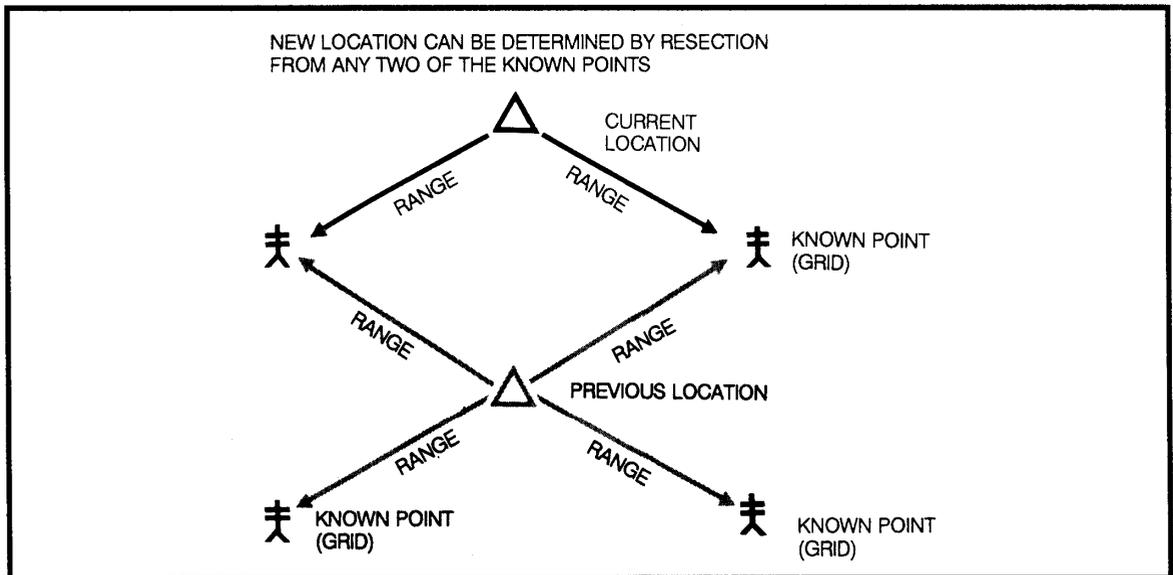 NEW LOCATION CAN BE DETERMINED BY RESECTION
FROM ANY TWO OF THE KNOWN POINTS
CURRENT
LOCATION
RANGE
RANGE
KNOWN POINT
(GRID)
RANGE
RANGE
PREVIOUS LOCATION
RANGE
RANGE
KNOWN POINT
(GRID)
KNOWN POINT
(GRID)